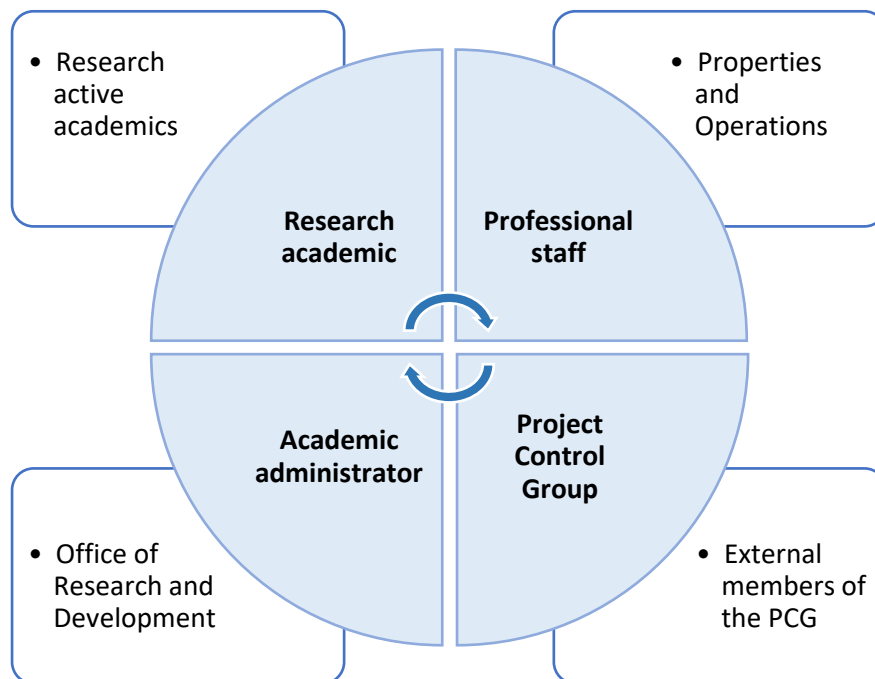 • Research
active
academics
• Properties
and
Operations
Research
academic
Professional
staff
Academic
administrator
Project
Control
Group
• Office of
Research and
Development
• External
members of
the PCG